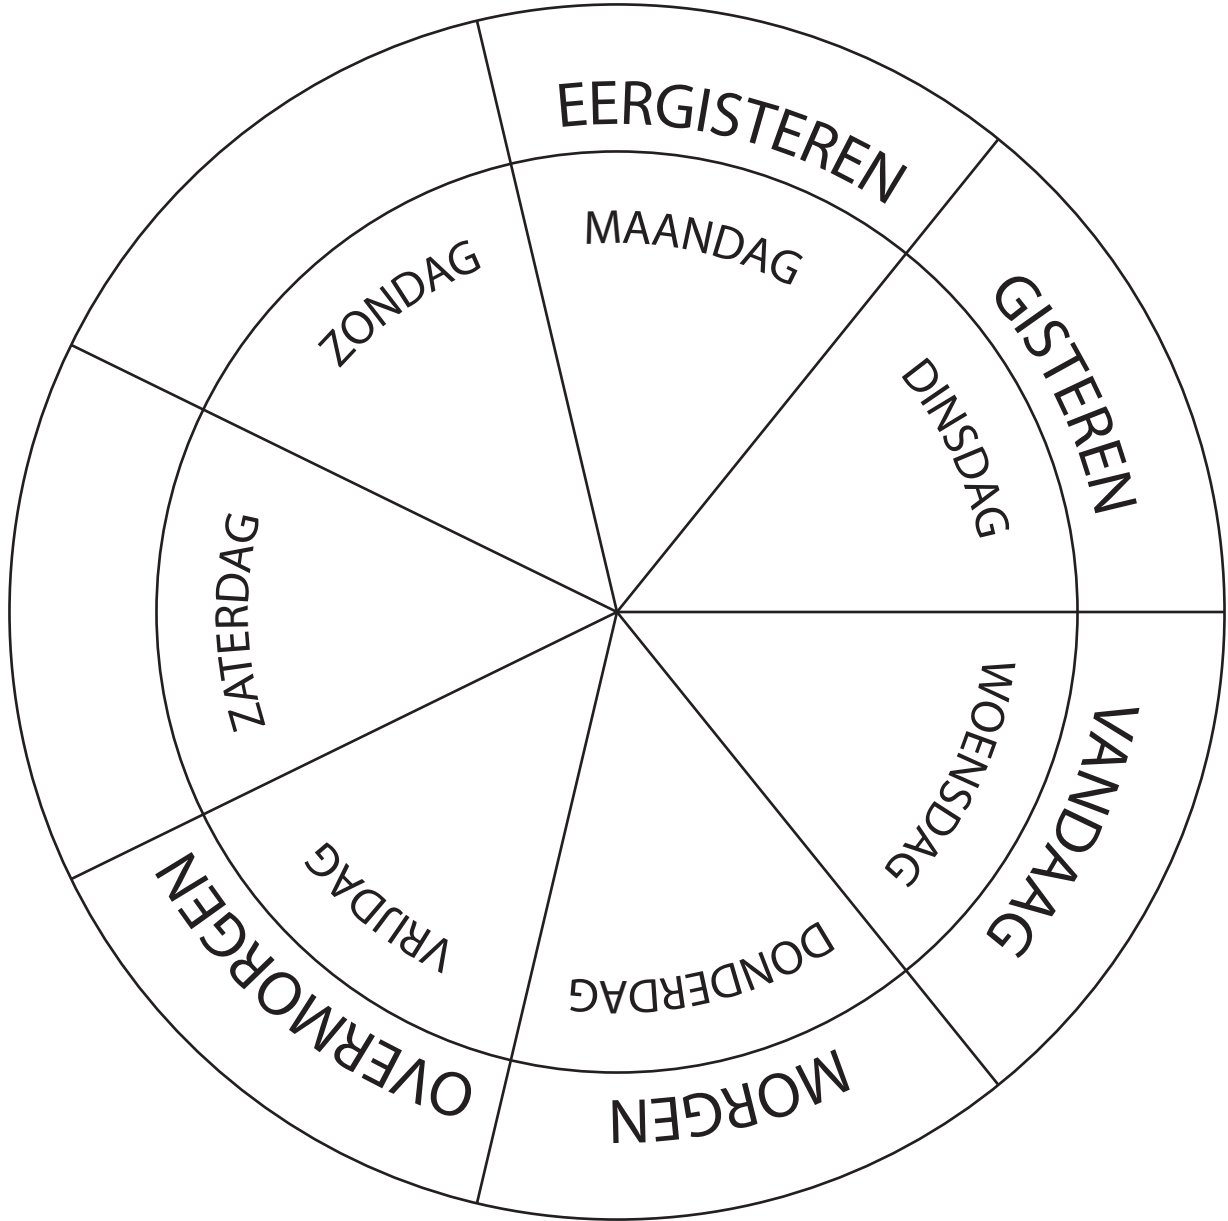 EERGISTEREN
GISTEREN
VANDAAG
MORGEN
OVERMORGEN
MAANDAG
DINSDAG
WOENSDAG
DONDERDAG
VRIJDAG
ZATERDAG
ZONDAG